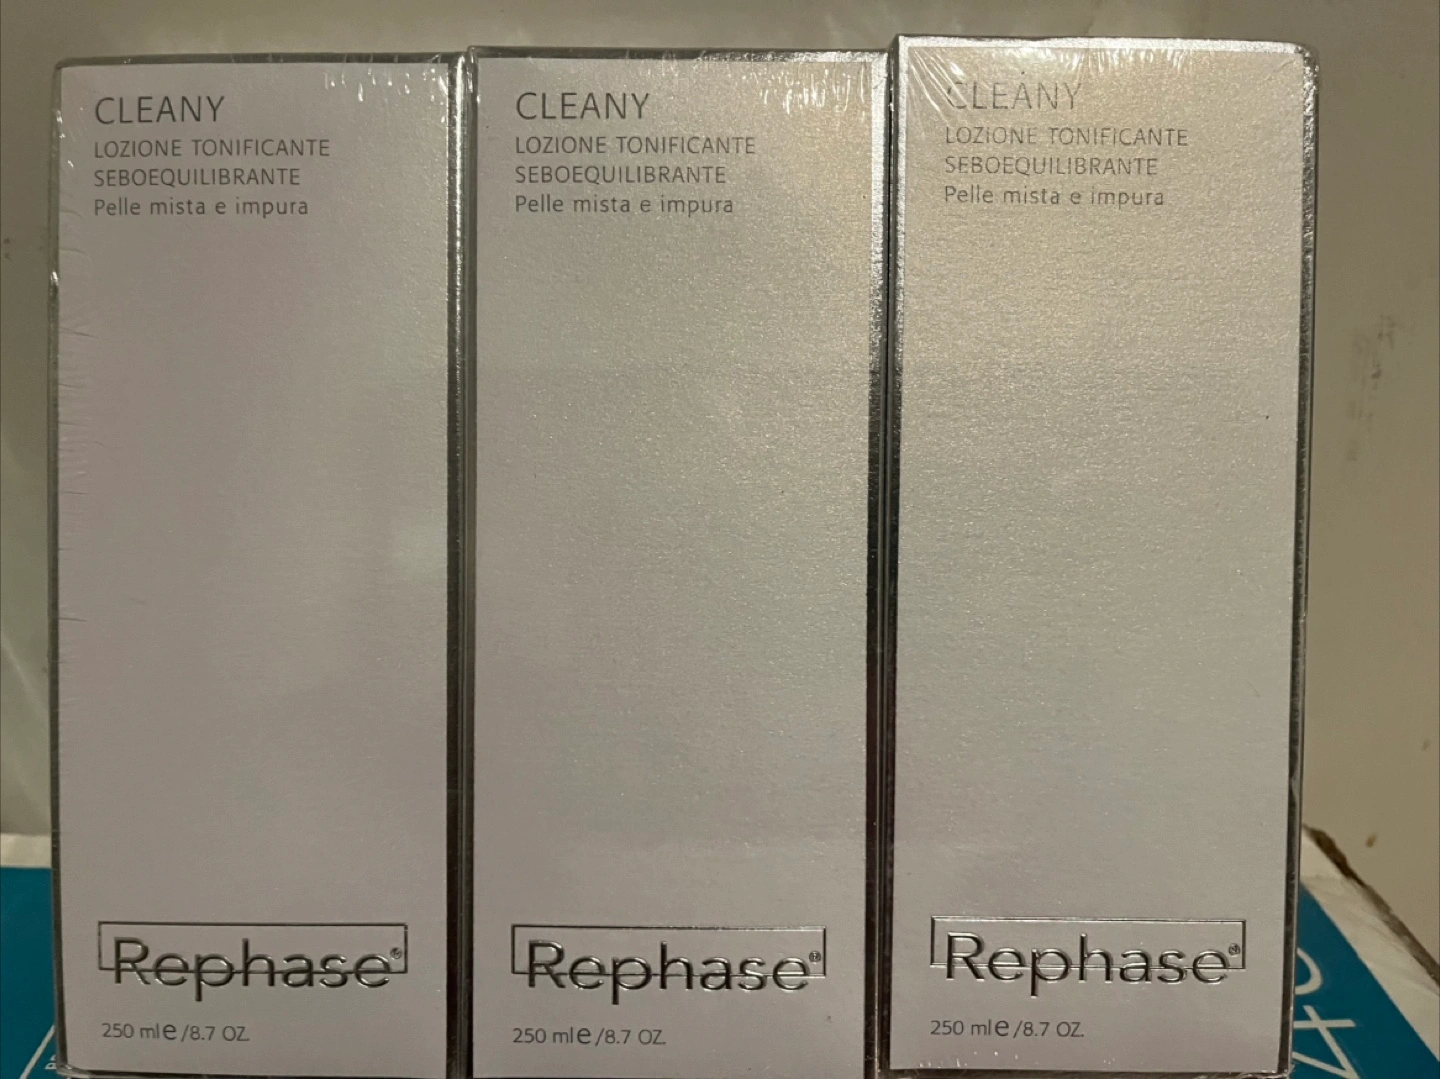 CLEANY
LOZIONE TONIFICANTE
SEBOEQUILIBRANTE
Pelle mista e impura
Rephase®
250 ml e /8.7 OZ.
CLEANY
LOZIONE TONIFICANTE
SEBOEQUILIBRANTE
Pelle mista e impura
Rephase®
250 ml e /8.7 OZ.
CLEANY
LOZIONE TONIFICANTE
SEBOEQUILIBRANTE
Pelle mista e impura
Rephase®
250 ml e /8.7 OZ.